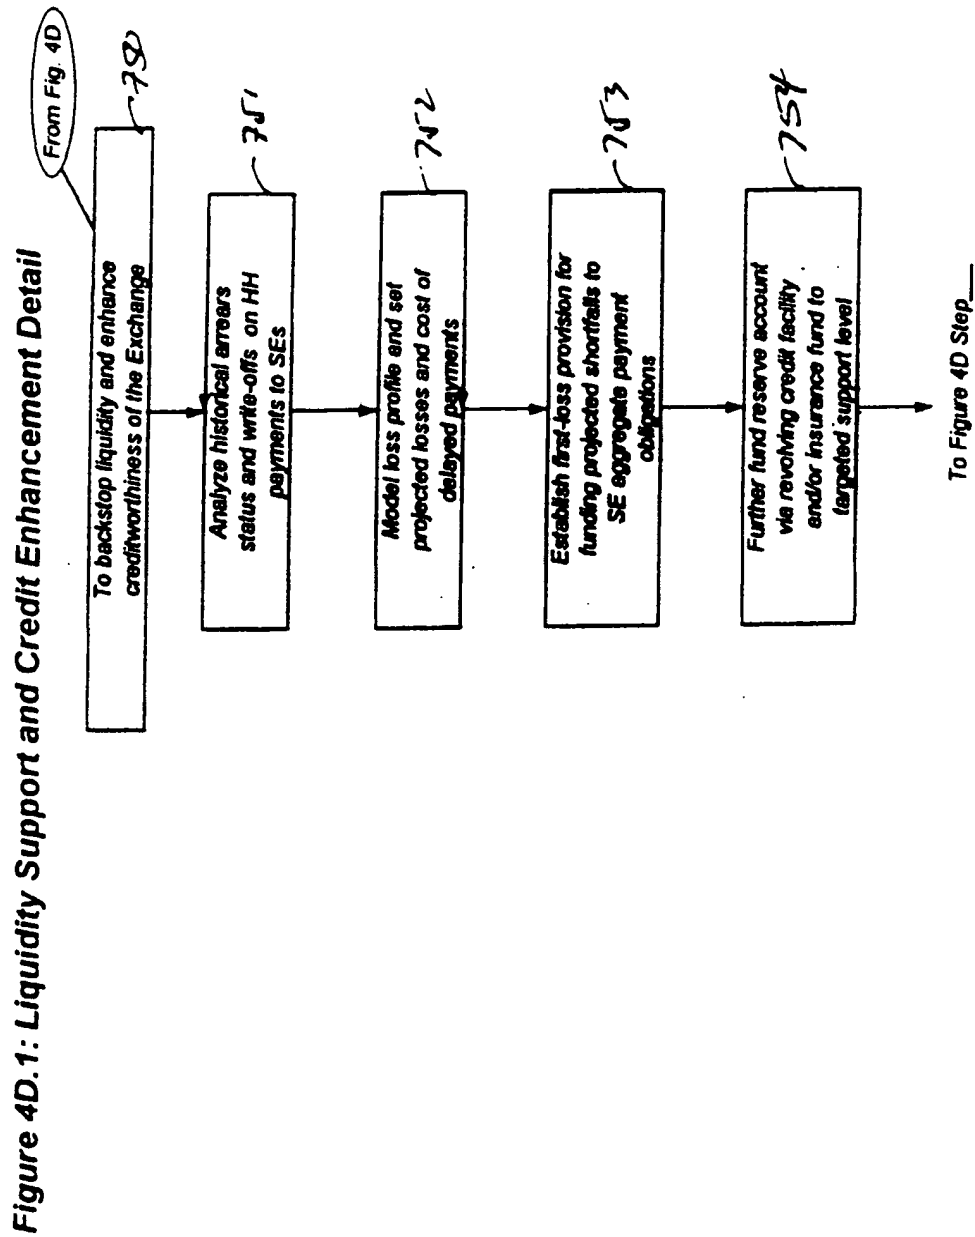 Figure 4D.1: Liquidity Support and Credit Enhancement Detail
From Fig. 4D
To backstop liquidity and enhance
creditworthiness of the Exchange
750
Analyze historical arrears
status and write-offs on HH
payments to SEs
751
Model loss profile and set
projected losses and cost of
delayed payments
752
Establish first-loss provision for
funding projected shortfalls to
SE aggregate payment
obligations
753
Further fund reserve account
via revolving credit facility
and/or insurance fund to
targeted support level
754
To Figure 4D Step__